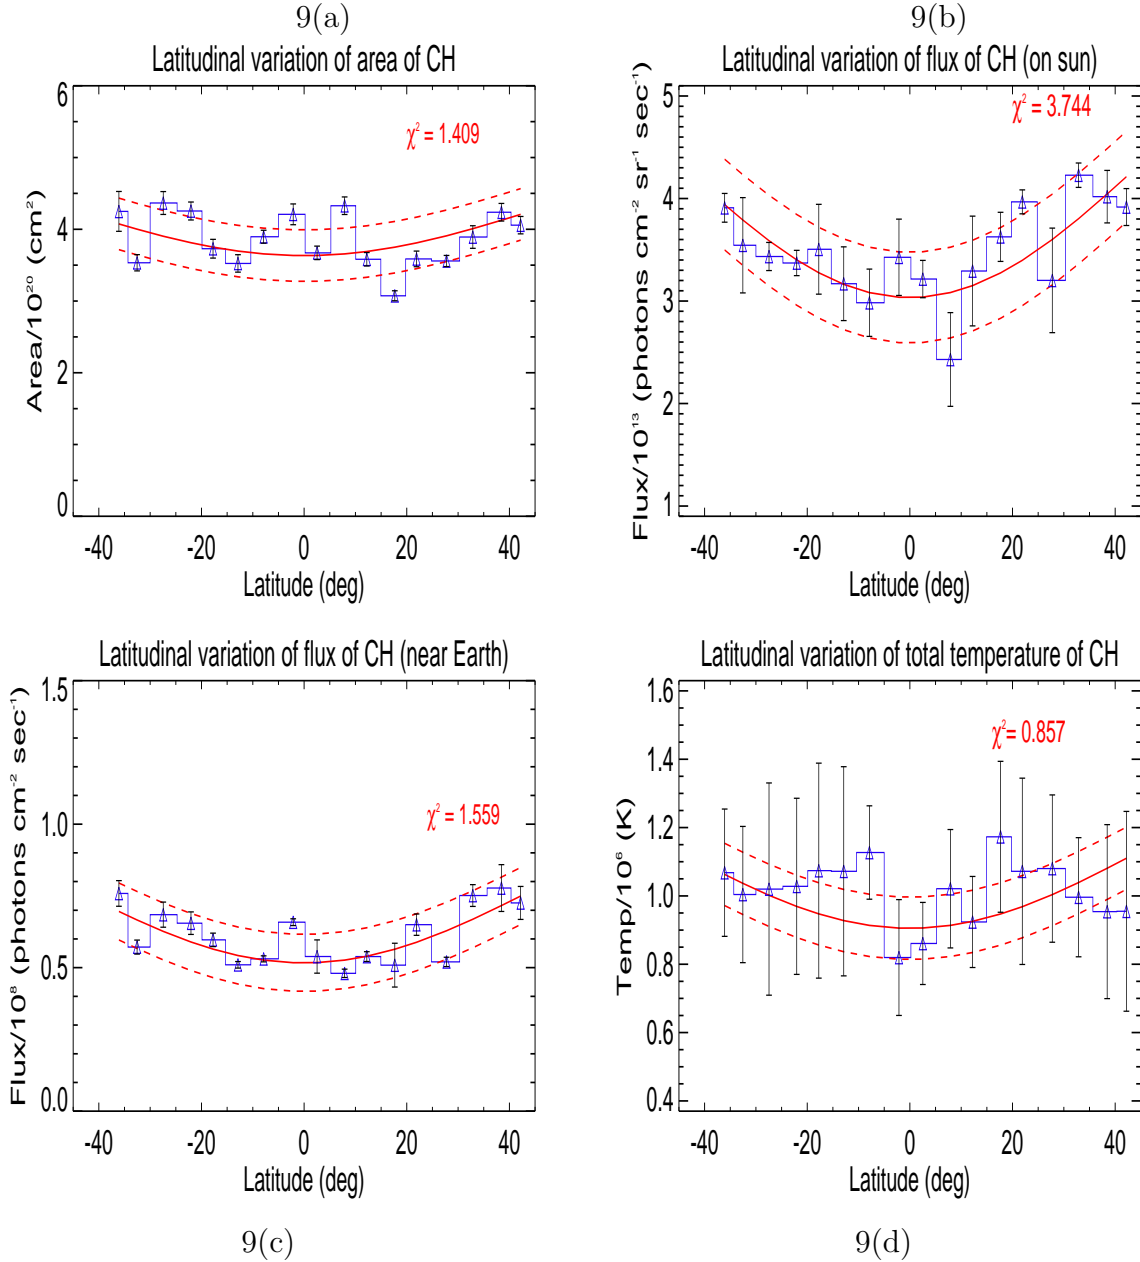 9(a)
Latitudinal variation of area of CH
6
4
2
0
Area/10²⁰ (cm²)
χ² = 1.409
-40 -20 0 20 40
Latitude (deg)
9(b)
Latitudinal variation of flux of CH (on sun)
5
4
3
2
1
Flux/10¹³ (photons cm⁻² sr⁻¹ sec⁻¹)
χ² = 3.744
-40 -20 0 20 40
Latitude (deg)
Latitudinal variation of flux of CH (near Earth)
1.5
1.0
0.5
0.0
Flux/10⁸ (photons cm⁻² sec⁻¹)
χ² = 1.559
-40 -20 0 20 40
Latitude (deg)
9(c)
Latitudinal variation of total temperature of CH
1.6
1.4
1.2
1.0
0.8
0.6
0.4
Temp/10⁶ (K)
χ²= 0.857
-40 -20 0 20 40
Latitude (deg)
9(d)